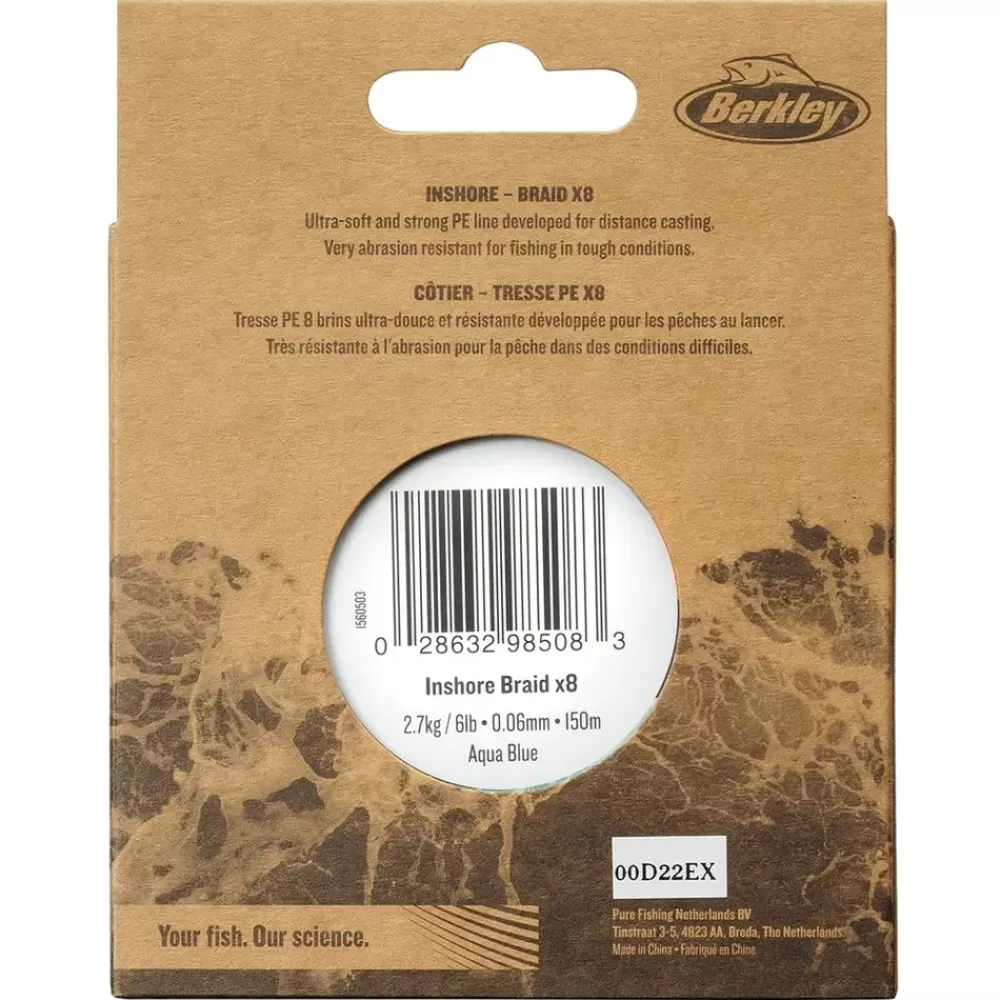 Berkley
INSHORE – BRAID X8
Ultra-soft and strong PE line developed for distance casting.
Very abrasion resistant for fishing in tough conditions.
CÔTIER – TRESSE PE X8
Tresse PE 8 brins ultra-douce et résistante développée pour les pêches au lancer.
Très résistante à l'abrasion pour la pêche dans des conditions difficiles.
1560503
0 28632 98508 3
Inshore Braid x8
2.7kg / 6lb • 0.06mm • 150m
Aqua Blue
00D22EX
Pure Fishing Netherlands BV
Tinstraat 3-5, 4823 AA, Breda, The Netherlands.
Made in China • Fabriqué en Chine
Your fish. Our science.